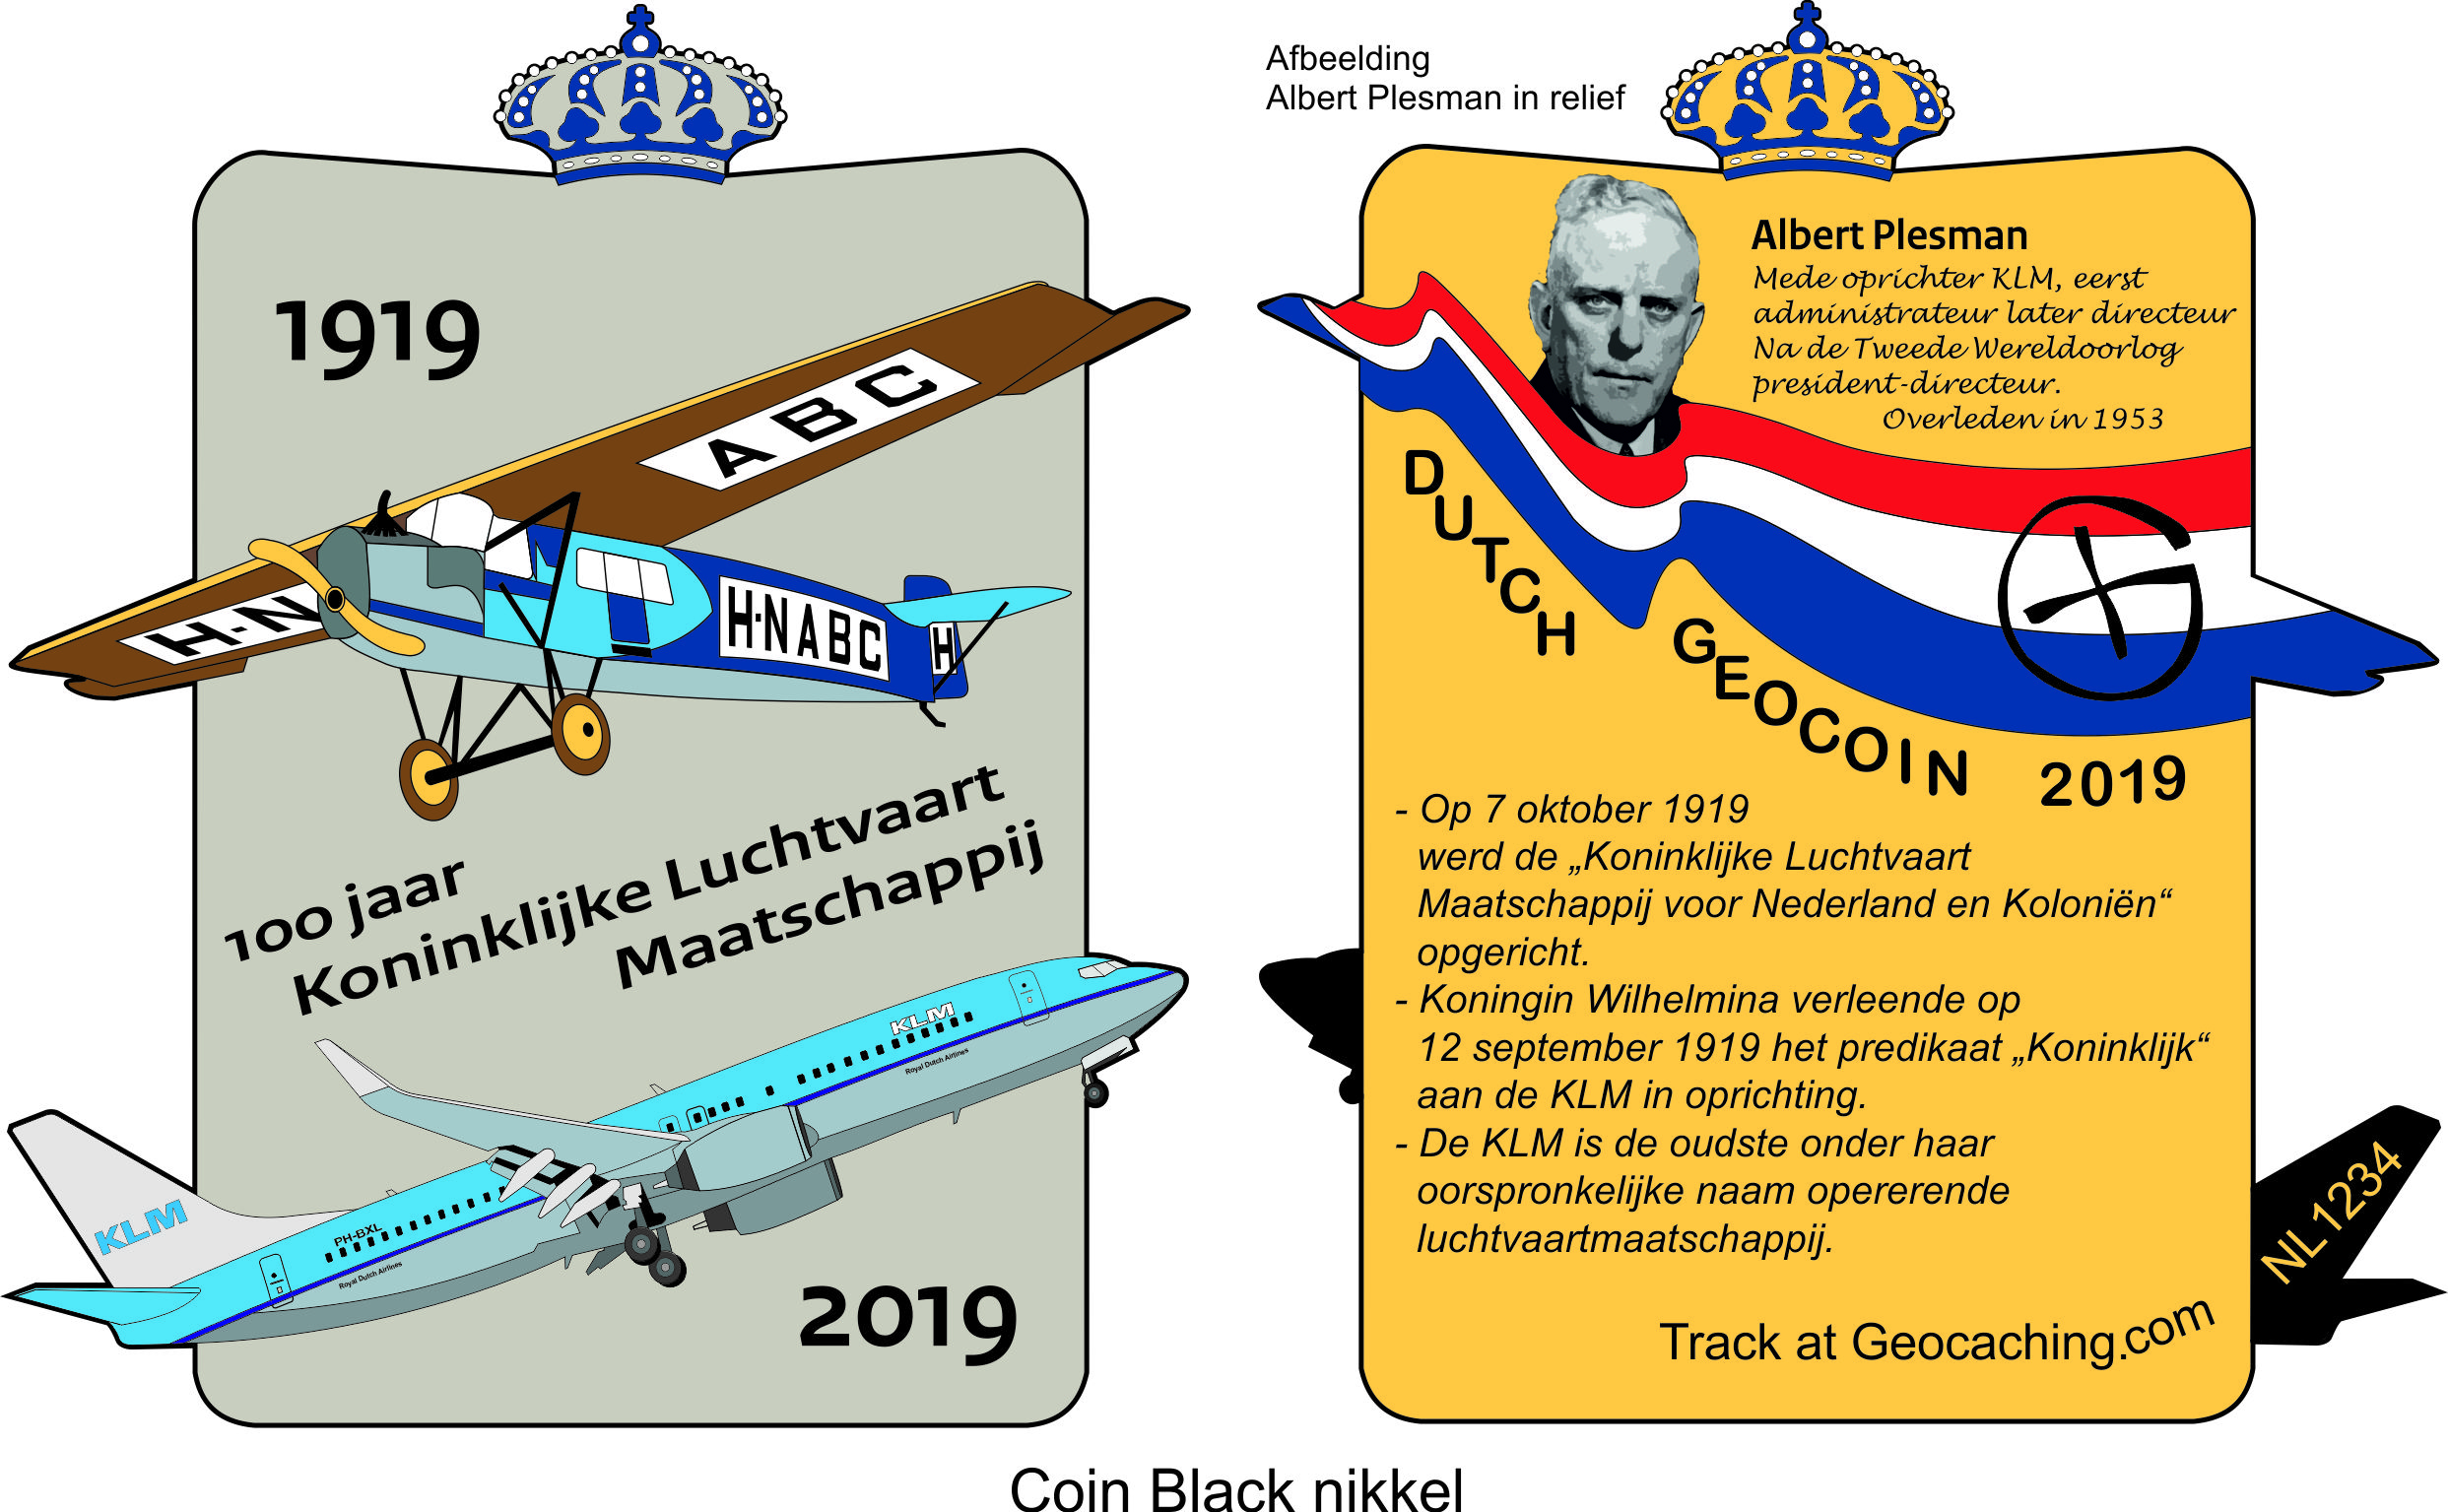 1919
A B C
H-N
H-NABC
H
100 jaar
Koninklijke Luchtvaart
Maatschappij
KLM
Royal Dutch Airlines
KLM
PH-BXL
Royal Dutch Airlines
2019
Afbeelding
Albert Plesman in relief
Albert Plesman
Mede oprichter KLM, eerst
administrateur later directeur
Na de Tweede Wereldoorlog
president-directeur.
Overleden in 1953
DUTCH GEOCOIN 2019
- Op 7 oktober 1919
werd de „Koninklijke Luchtvaart
Maatschappij voor Nederland en Koloniën“
opgericht.
- Koningin Wilhelmina verleende op
12 september 1919 het predikaat „Koninklijk“
aan de KLM in oprichting.
- De KLM is de oudste onder haar
oorspronkelijke naam opererende
luchtvaartmaatschappij.
NL1234
Track at Geocaching.com
Coin Black nikkel